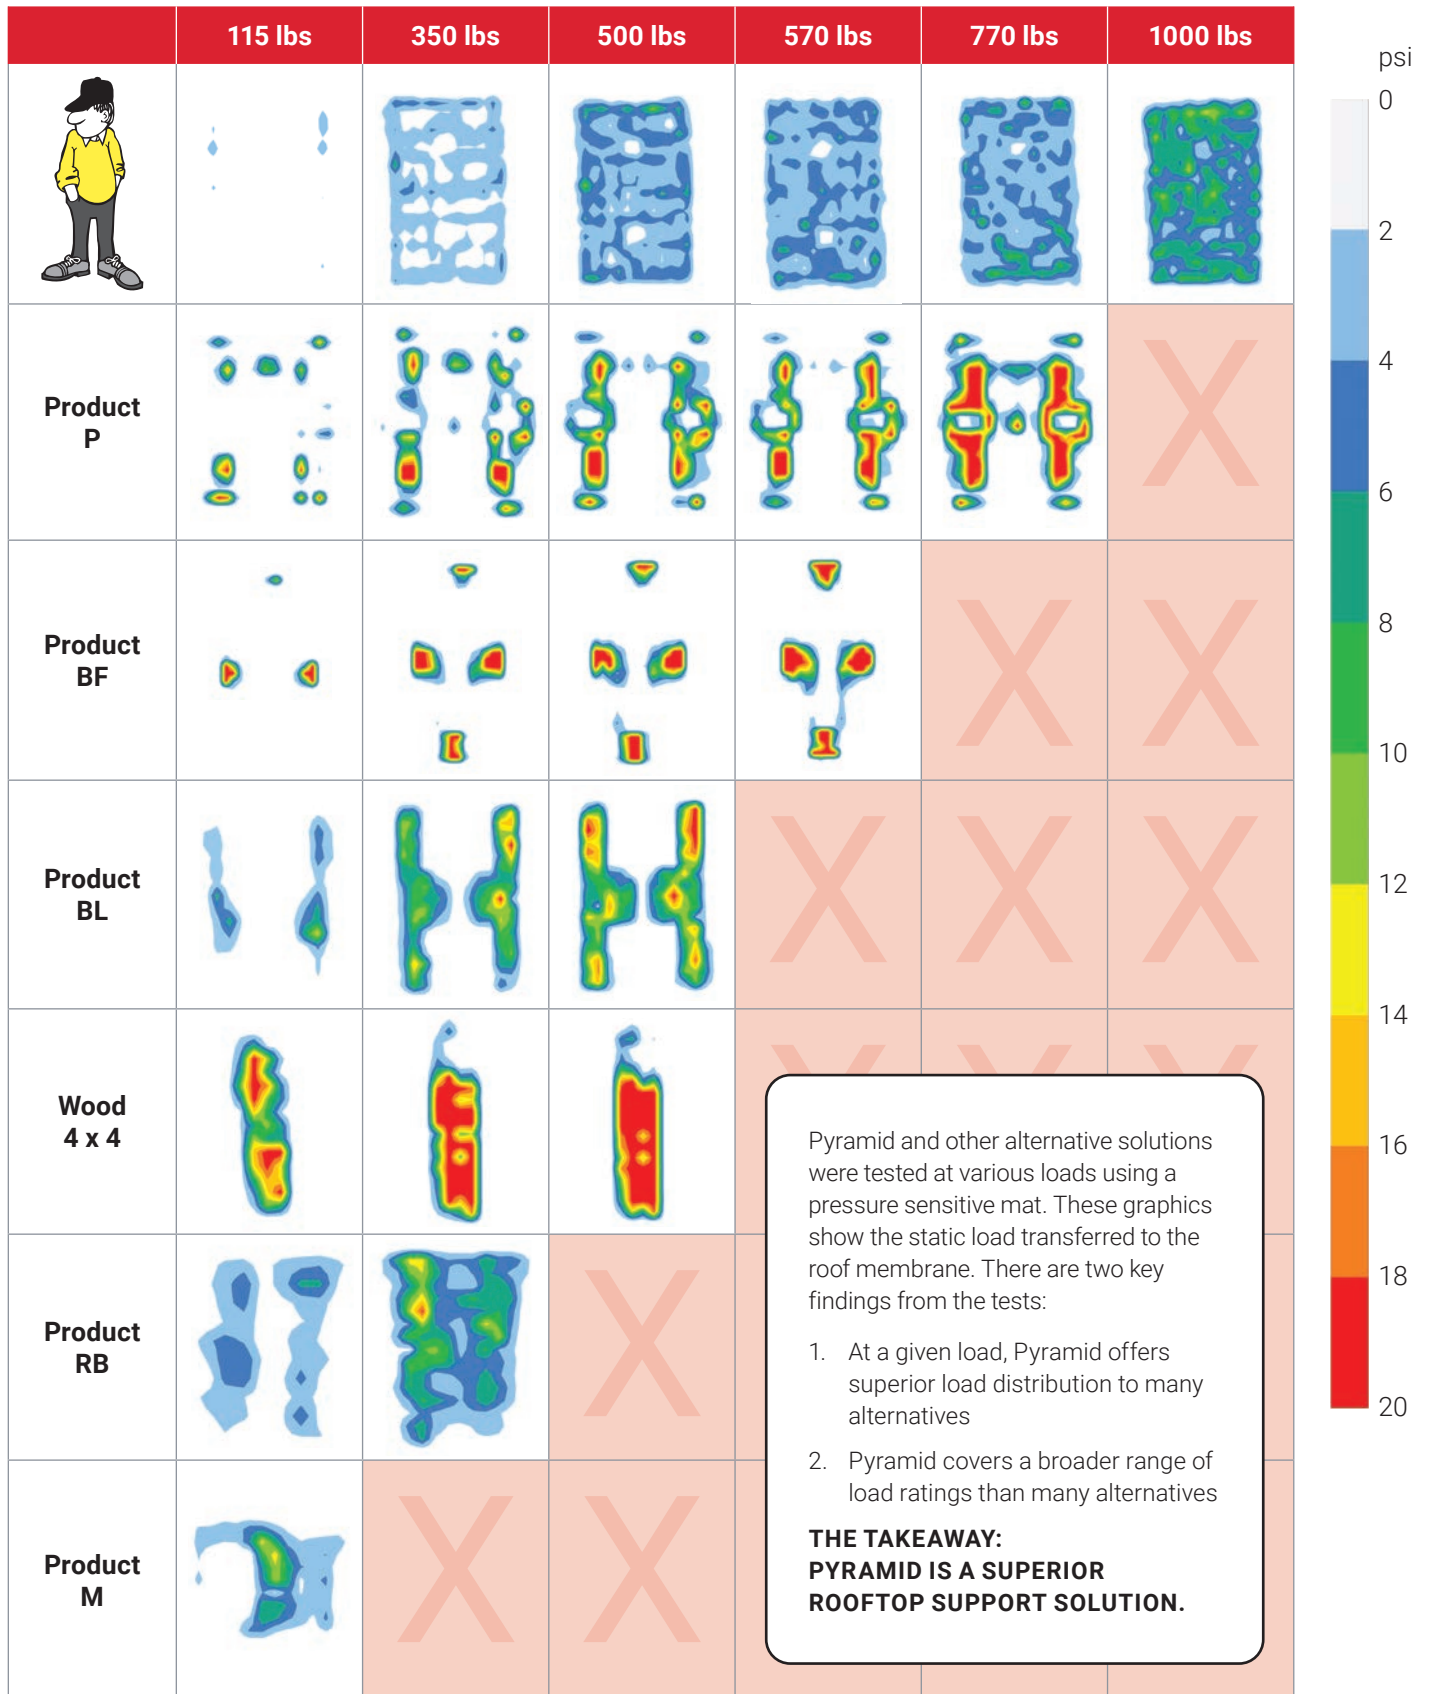 115 lbs
350 lbs
500 lbs
570 lbs
770 lbs
1000 lbs
psi
0
2
4
6
8
10
12
14
16
18
20
Product
P
X
Product
BF
X
X
Product
BL
X
X
X
Wood
4 x 4
Product
RB
X
Product
M
X
X
Pyramid and other alternative solutions
were tested at various loads using a
pressure sensitive mat. These graphics
show the static load transferred to the
roof membrane. There are two key
findings from the tests:
1. At a given load, Pyramid offers
superior load distribution to many
alternatives
2. Pyramid covers a broader range of
load ratings than many alternatives
THE TAKEAWAY:
PYRAMID IS A SUPERIOR
ROOFTOP SUPPORT SOLUTION.